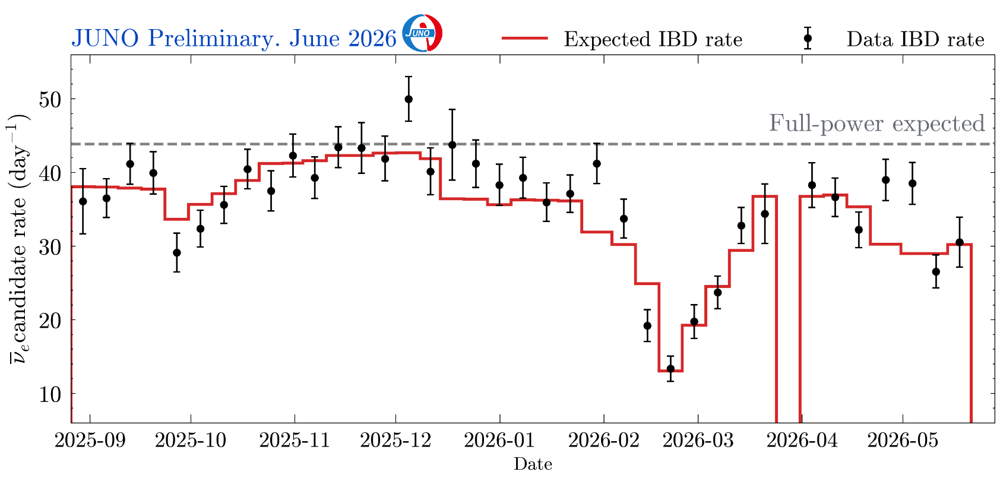 JUNO Preliminary. June 2026
JUNO
Expected IBD rate
Data IBD rate
Full-power expected
50
40
30
20
10
ν̅ₑcandidate rate (day⁻¹)
2025-09 2025-10 2025-11 2025-12 2026-01 2026-02 2026-03 2026-04 2026-05
Date